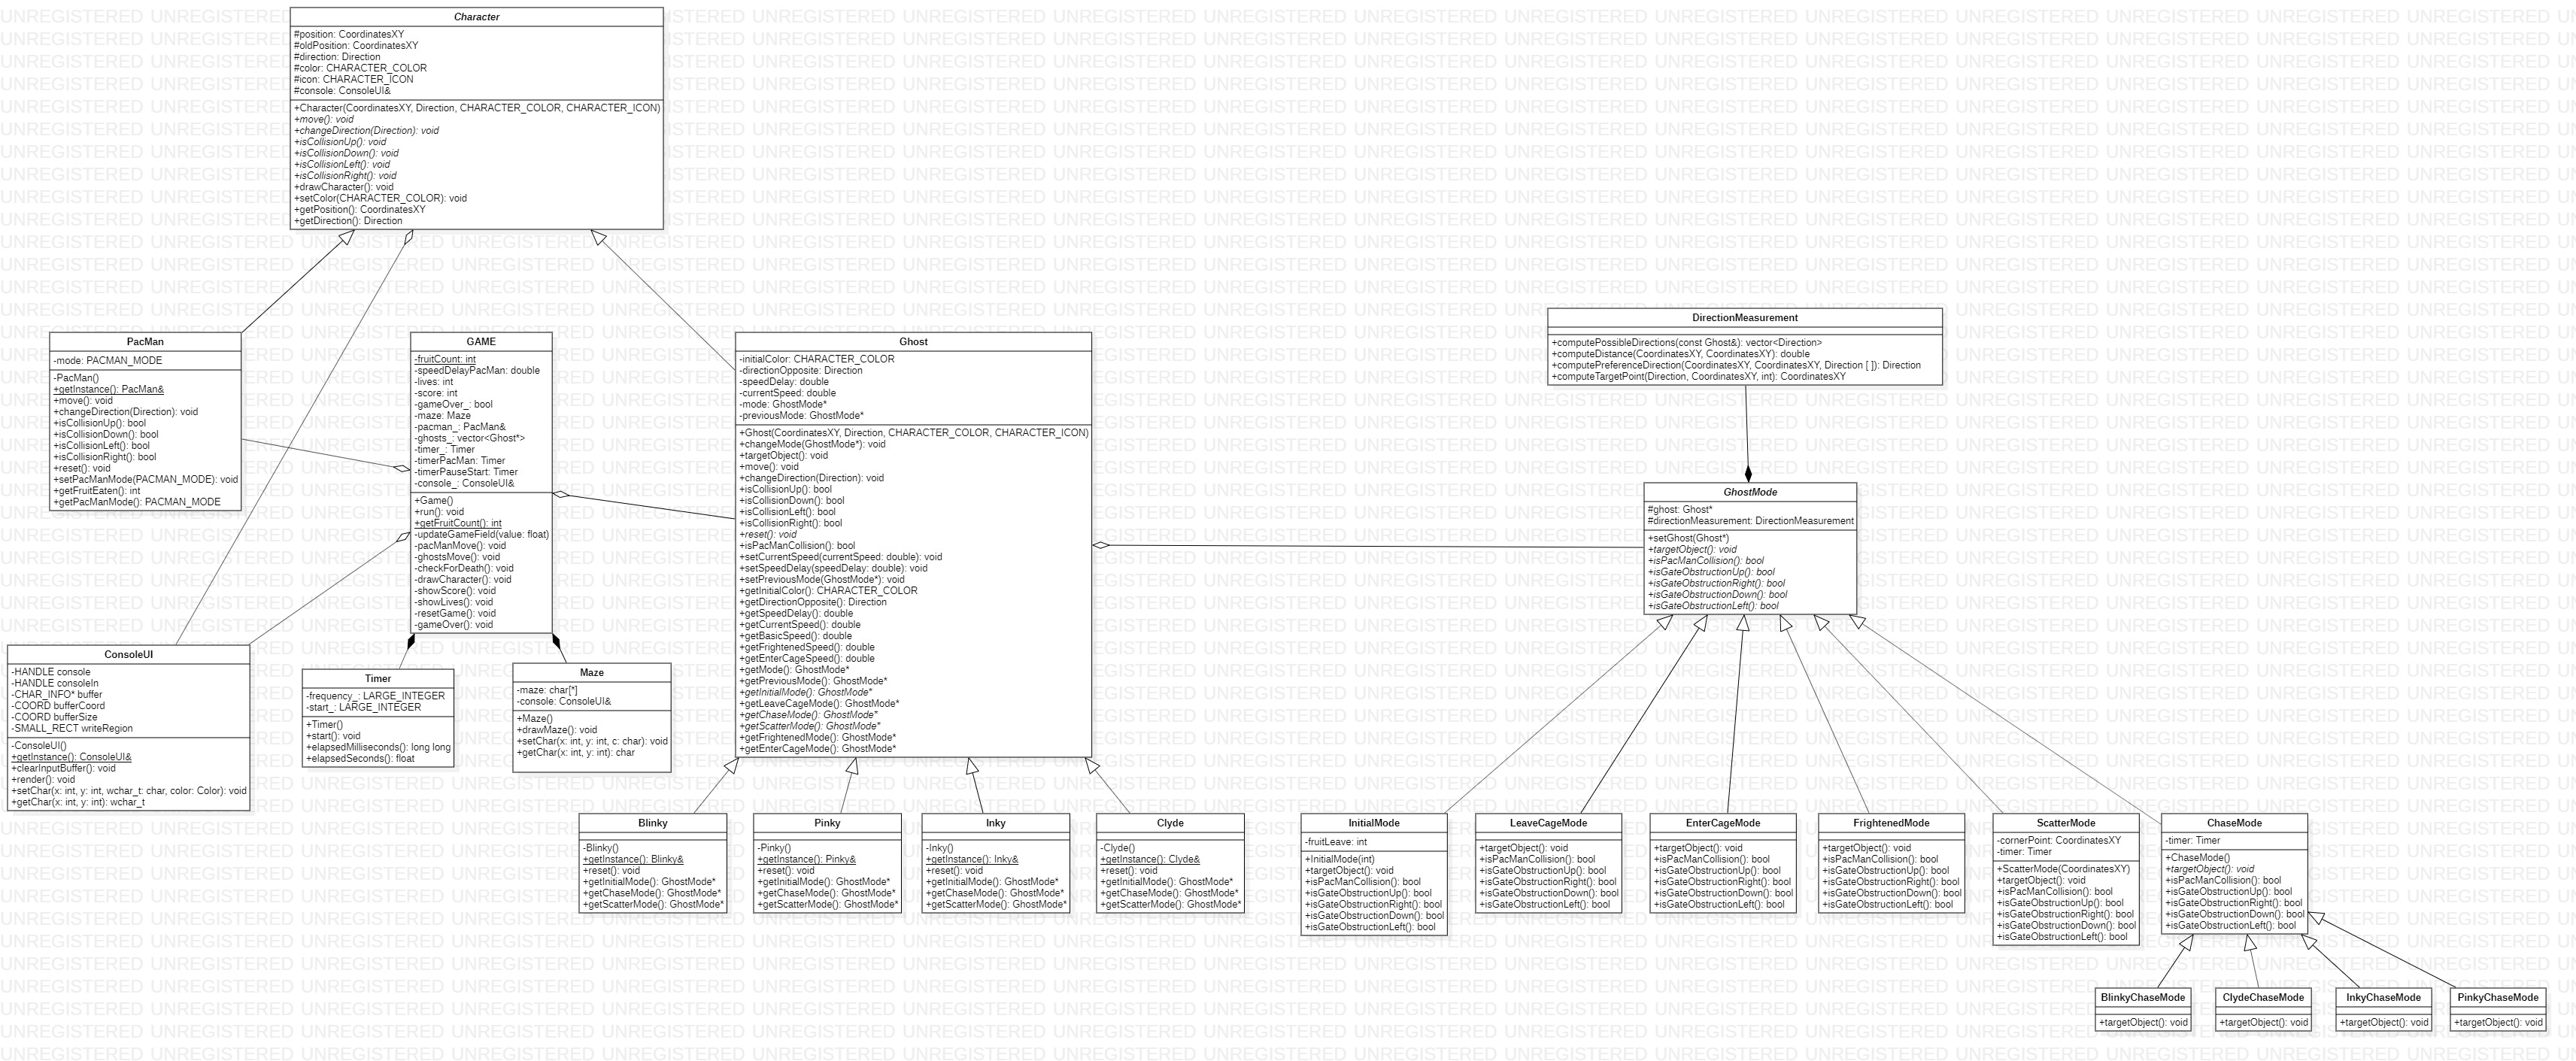 Character
#position: CoordinatesXY
#oldPosition: CoordinatesXY
#direction: Direction
#color: CHARACTER_COLOR
#icon: CHARACTER_ICON
#console: ConsoleUI&
+Character(CoordinatesXY, Direction, CHARACTER_COLOR, CHARACTER_ICON)
+move(): void
+changeDirection(Direction): void
+isCollisionUp(): void
+isCollisionDown(): void
+isCollisionLeft(): void
+isCollisionRight(): void
+drawCharacter(): void
+setColor(CHARACTER_COLOR): void
+getPosition(): CoordinatesXY
+getDirection(): Direction
PacMan
-mode: PACMAN_MODE
-PacMan()
+getInstance(): PacMan&
+move(): void
+changeDirection(Direction): void
+isCollisionUp(): bool
+isCollisionDown(): bool
+isCollisionLeft(): bool
+isCollisionRight(): bool
+reset(): void
+setPacManMode(PACMAN_MODE): void
+getFruitEaten(): int
+getPacManMode(): PACMAN_MODE
GAME
-fruitCount: int
-speedDelayPacMan: double
-lives: int
-score: int
-gameOver_: bool
-maze: Maze
-pacman_: PacMan&
-ghosts_: vector<Ghost*>
-timer_: Timer
-timerPacMan: Timer
-timerPauseStart: Timer
-console_: ConsoleUI&
+Game()
+run(): void
+getFruitCount(): int
-updateGameField(value: float)
-pacManMove(): void
-ghostsMove(): void
-checkForDeath(): void
-drawCharacter(): void
-showScore(): void
-showLives(): void
-resetGame(): void
-gameOver(): void
Ghost
-initialColor: CHARACTER_COLOR
-directionOpposite: Direction
-speedDelay: double
-currentSpeed: double
-mode: GhostMode*
-previousMode: GhostMode*
+Ghost(CoordinatesXY, Direction, CHARACTER_COLOR, CHARACTER_ICON)
+changeMode(GhostMode*): void
+targetObject(): void
+move(): void
+changeDirection(Direction): void
+isCollisionUp(): bool
+isCollisionDown(): bool
+isCollisionLeft(): bool
+isCollisionRight(): bool
+reset(): void
+isPacManCollision(): bool
+setCurrentSpeed(currentSpeed: double): void
+setSpeedDelay(speedDelay: double): void
+setPreviousMode(GhostMode*): void
+getInitialColor(): CHARACTER_COLOR
+getDirectionOpposite(): Direction
+getSpeedDelay(): double
+getCurrentSpeed(): double
+getBasicSpeed(): double
+getFrightenedSpeed(): double
+getEnterCageSpeed(): double
+getMode(): GhostMode*
+getPreviousMode(): GhostMode*
+getInitialMode(): GhostMode*
+getLeaveCageMode(): GhostMode*
+getChaseMode(): GhostMode*
+getScatterMode(): GhostMode*
+getFrightenedMode(): GhostMode*
+getEnterCageMode(): GhostMode*
DirectionMeasurement
+computePossibleDirections(const Ghost&): vector<Direction>
+computeDistance(CoordinatesXY, CoordinatesXY): double
+computePreferenceDirection(CoordinatesXY, CoordinatesXY, Direction [ ]): Direction
+computeTargetPoint(Direction, CoordinatesXY, int): CoordinatesXY
GhostMode
#ghost: Ghost*
#directionMeasurement: DirectionMeasurement
+setGhost(Ghost*)
+targetObject(): void
+isPacManCollision(): bool
+isGateObstructionUp(): bool
+isGateObstructionRight(): bool
+isGateObstructionDown(): bool
+isGateObstructionLeft(): bool
ConsoleUI
-HANDLE console
-HANDLE consoleIn
-CHAR_INFO* buffer
-COORD bufferCoord
-COORD bufferSize
-SMALL_RECT writeRegion
-ConsoleUI()
+getInstance(): ConsoleUI&
+clearInputBuffer(): void
+render(): void
+setChar(x: int, y: int, wchar_t: char, color: Color): void
+getChar(x: int, y: int): wchar_t
Timer
-frequency_: LARGE_INTEGER
-start_: LARGE_INTEGER
+Timer()
+start(): void
+elapsedMilliseconds(): long long
+elapsedSeconds(): float
Maze
-maze: char[*]
-console: ConsoleUI&
+Maze()
+drawMaze(): void
+setChar(x: int, y: int, c: char): void
+getChar(x: int, y: int): char
Blinky
-Blinky()
+getInstance(): Blinky&
+reset(): void
+getInitialMode(): GhostMode*
+getChaseMode(): GhostMode*
+getScatterMode(): GhostMode*
Pinky
-Pinky()
+getInstance(): Pinky&
+reset(): void
+getInitialMode(): GhostMode*
+getChaseMode(): GhostMode*
+getScatterMode(): GhostMode*
Inky
-Inky()
+getInstance(): Inky&
+reset(): void
+getInitialMode(): GhostMode*
+getChaseMode(): GhostMode*
+getScatterMode(): GhostMode*
Clyde
-Clyde()
+getInstance(): Clyde&
+reset(): void
+getInitialMode(): GhostMode*
+getChaseMode(): GhostMode*
+getScatterMode(): GhostMode*
InitialMode
-fruitLeave: int
+InitialMode(int)
+targetObject(): void
+isPacManCollision(): bool
+isGateObstructionUp(): bool
+isGateObstructionRight(): bool
+isGateObstructionDown(): bool
+isGateObstructionLeft(): bool
LeaveCageMode
+targetObject(): void
+isPacManCollision(): bool
+isGateObstructionUp(): bool
+isGateObstructionRight(): bool
+isGateObstructionDown(): bool
+isGateObstructionLeft(): bool
EnterCageMode
+targetObject(): void
+isPacManCollision(): bool
+isGateObstructionUp(): bool
+isGateObstructionRight(): bool
+isGateObstructionDown(): bool
+isGateObstructionLeft(): bool
FrightenedMode
+targetObject(): void
+isPacManCollision(): bool
+isGateObstructionUp(): bool
+isGateObstructionRight(): bool
+isGateObstructionDown(): bool
+isGateObstructionLeft(): bool
ScatterMode
-cornerPoint: CoordinatesXY
-timer: Timer
+ScatterMode(CoordinatesXY)
+targetObject(): void
+isPacManCollision(): bool
+isGateObstructionUp(): bool
+isGateObstructionRight(): bool
+isGateObstructionDown(): bool
+isGateObstructionLeft(): bool
ChaseMode
-timer: Timer
+ChaseMode()
+targetObject(): void
+isPacManCollision(): bool
+isGateObstructionUp(): bool
+isGateObstructionRight(): bool
+isGateObstructionDown(): bool
+isGateObstructionLeft(): bool
BlinkyChaseMode
+targetObject(): void
ClydeChaseMode
+targetObject(): void
InkyChaseMode
+targetObject(): void
PinkyChaseMode
+targetObject(): void
UNREGISTERED